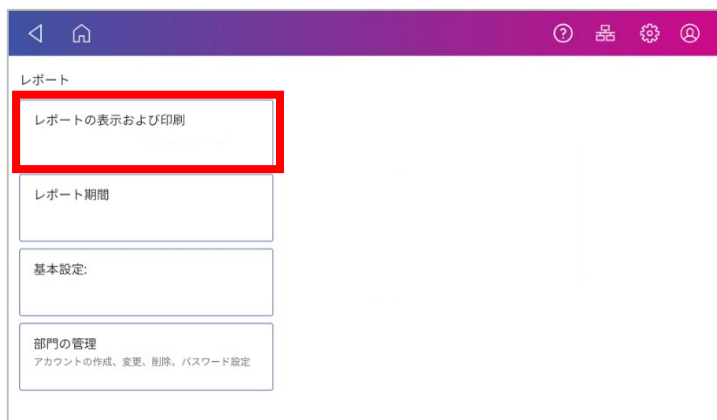 レポート
レポートの表示および印刷
レポート期間
基本設定:
部門の管理
アカウントの作成、変更、削除、パスワード設定